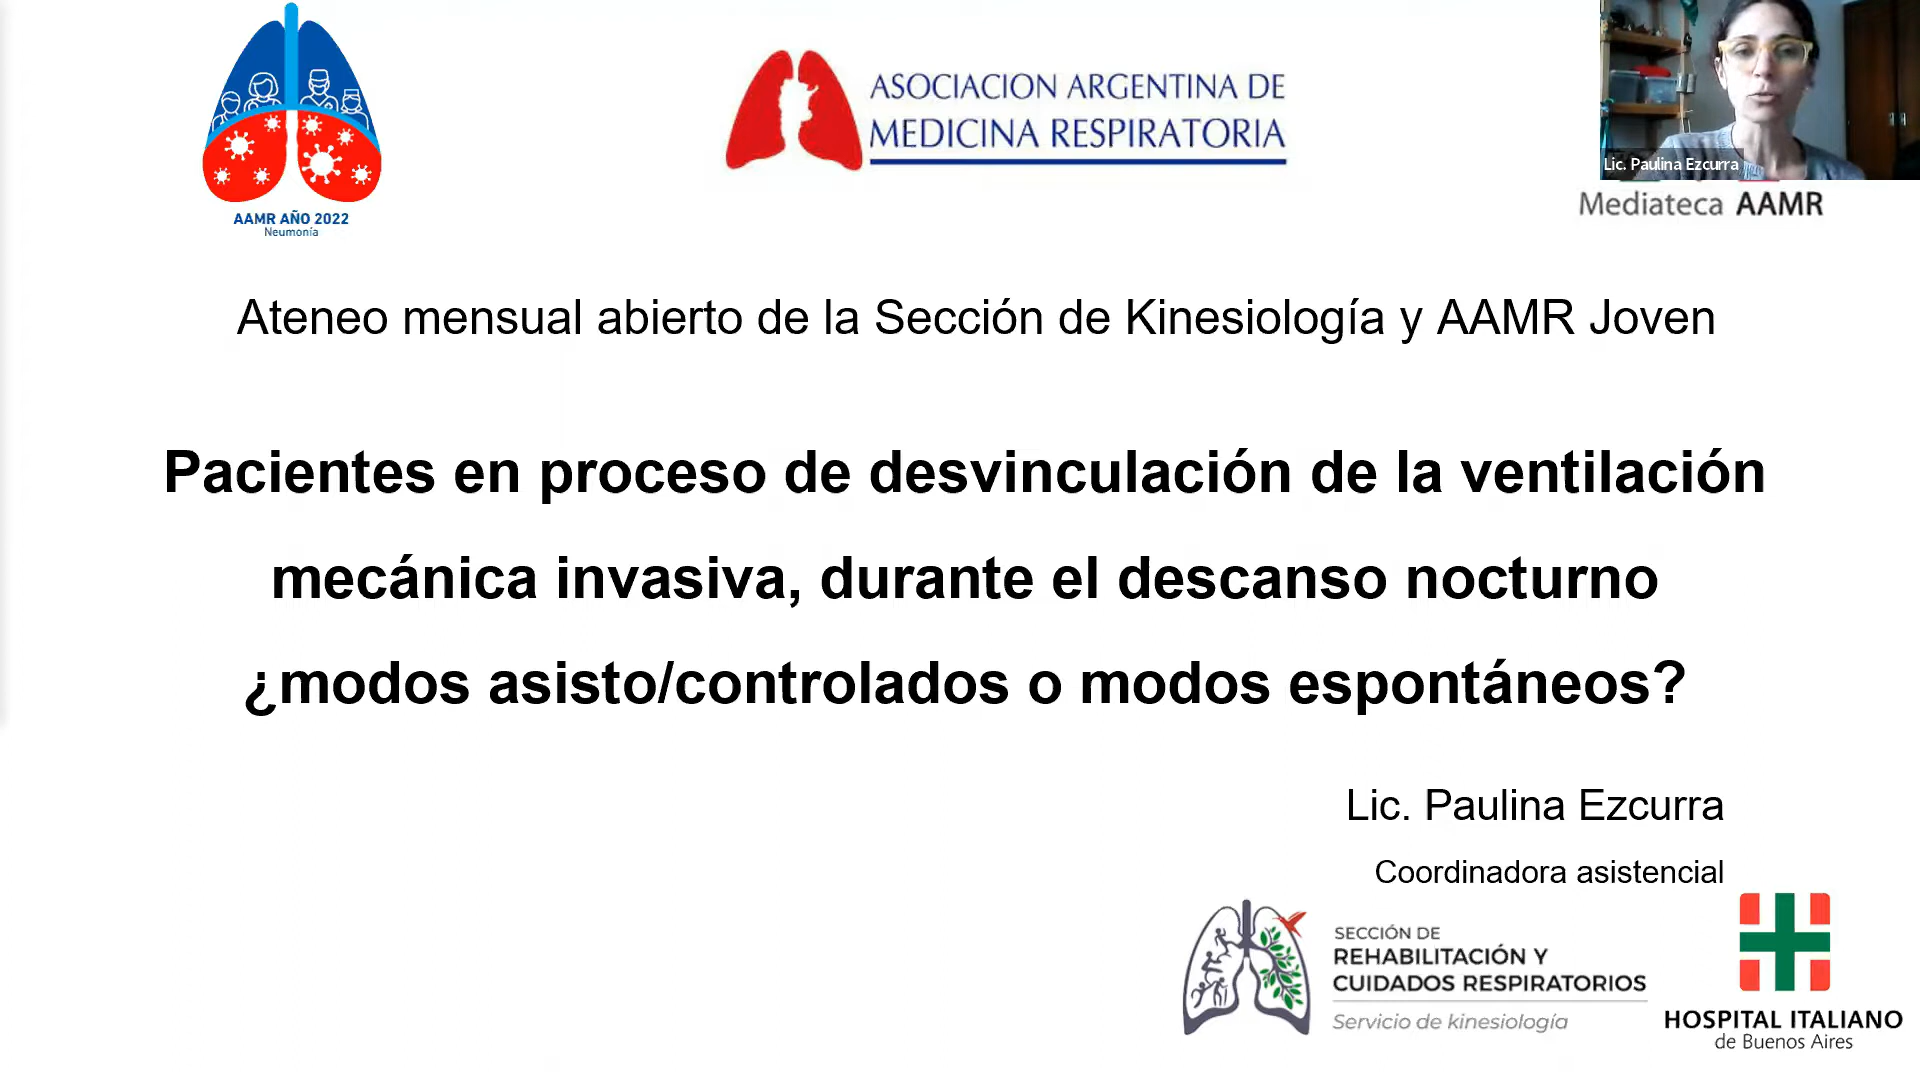 AAMR AÑO 2022
Neumonía
ASOCIACION ARGENTINA DE
MEDICINA RESPIRATORIA
Lic. Paulina Ezcurra
Mediateca AAMR
Ateneo mensual abierto de la Sección de Kinesiología y AAMR Joven
Pacientes en proceso de desvinculación de la ventilación
mecánica invasiva, durante el descanso nocturno
¿modos asisto/controlados o modos espontáneos?
Lic. Paulina Ezcurra
Coordinadora asistencial
SECCIÓN DE
REHABILITACIÓN Y
CUIDADOS RESPIRATORIOS
Servicio de kinesiología
HOSPITAL ITALIANO
de Buenos Aires